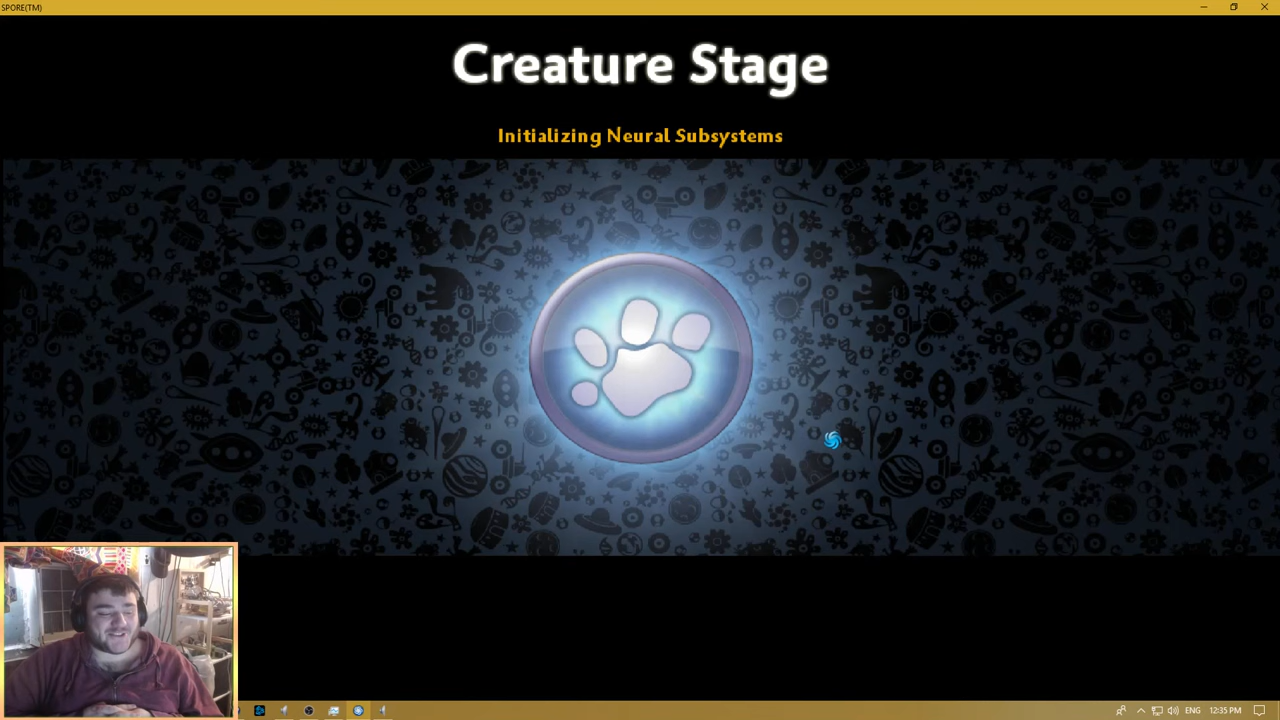 SPORE(TM)
Creature Stage
Initializing Neural Subsystems
ENG
12:35 PM